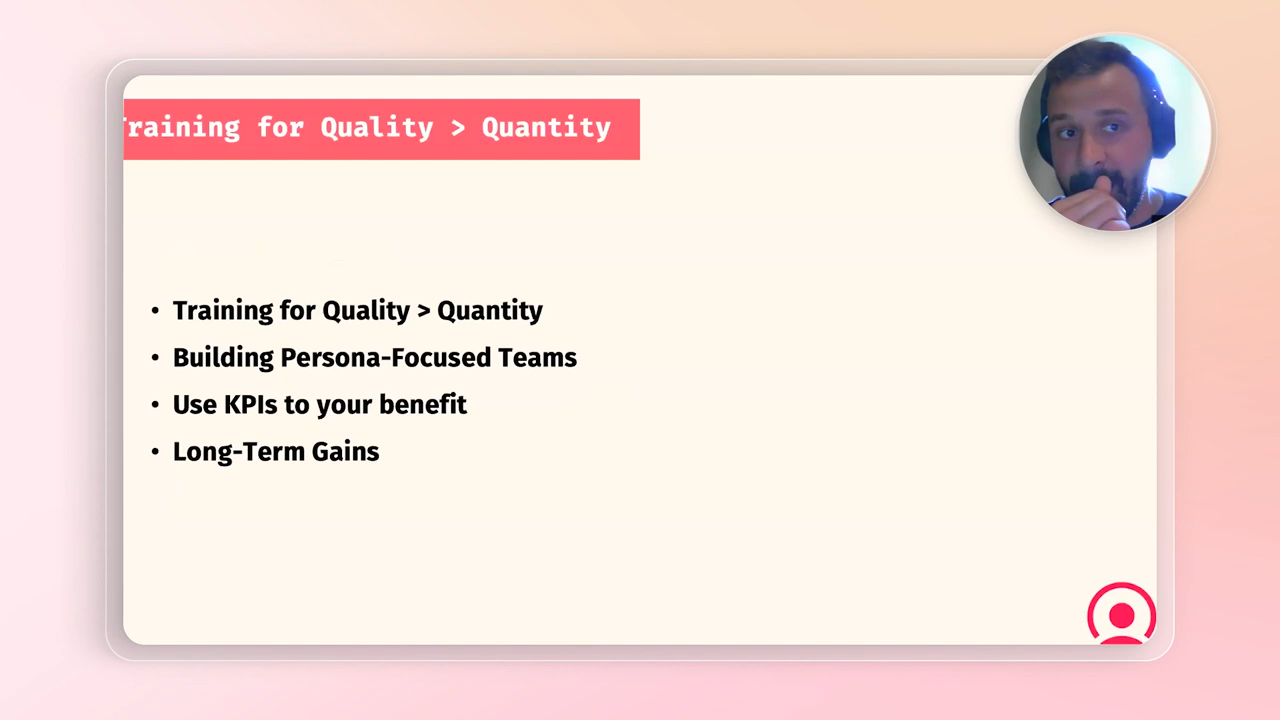 Training for Quality > Quantity
• Training for Quality > Quantity
• Building Persona-Focused Teams
• Use KPIs to your benefit
• Long-Term Gains